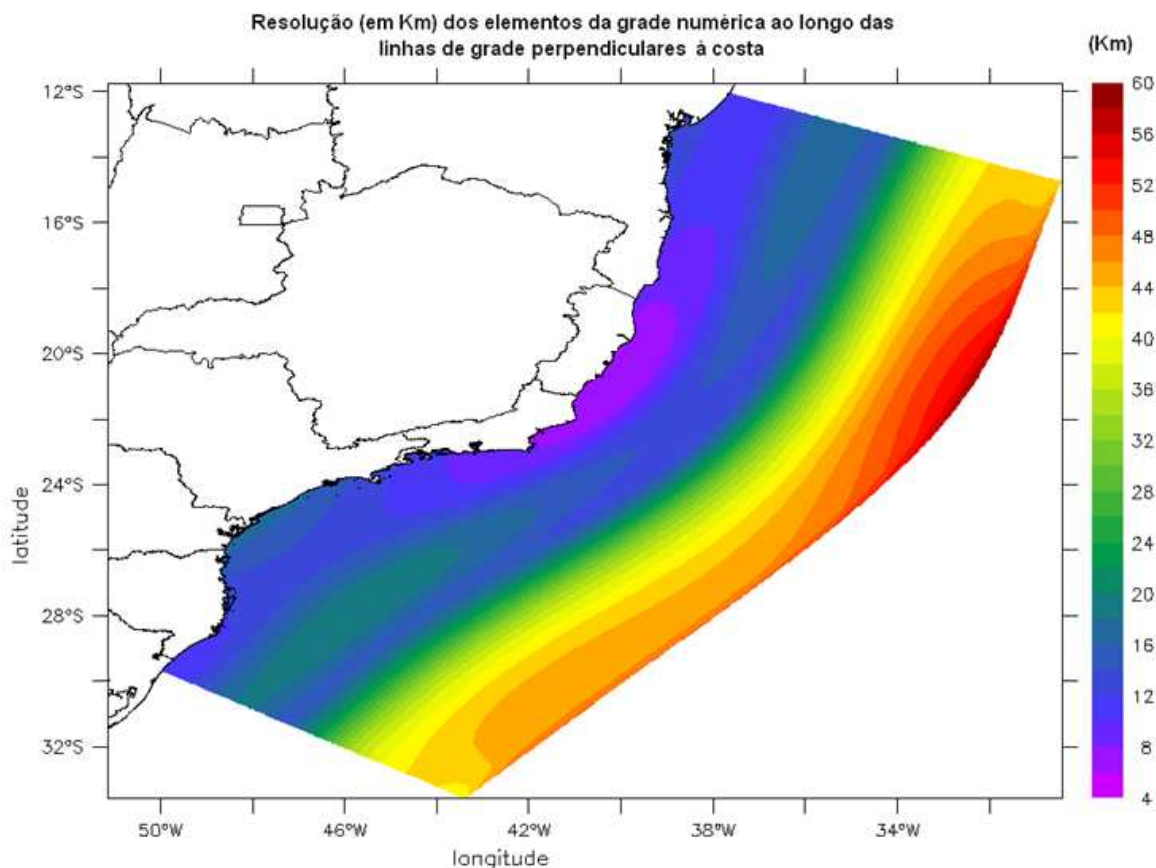 Resolução (em Km) dos elementos da grade numérica ao longo das
linhas de grade perpendiculares à costa
(Km)
60
56
52
48
44
40
36
32
28
24
20
16
12
8
4
12°S
16°S
20°S
24°S
28°S
32°S
latitude
50°W
46°W
42°W
38°W
34°W
longitude